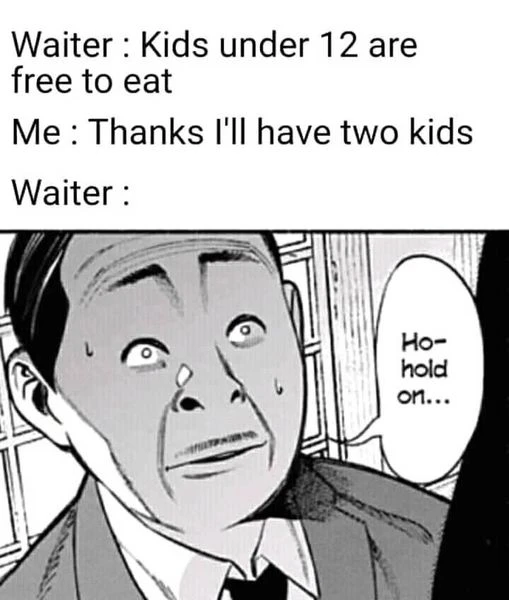 Waiter : Kids under 12 are
free to eat
Me : Thanks I'll have two kids
Waiter :
Ho-
hold
on...